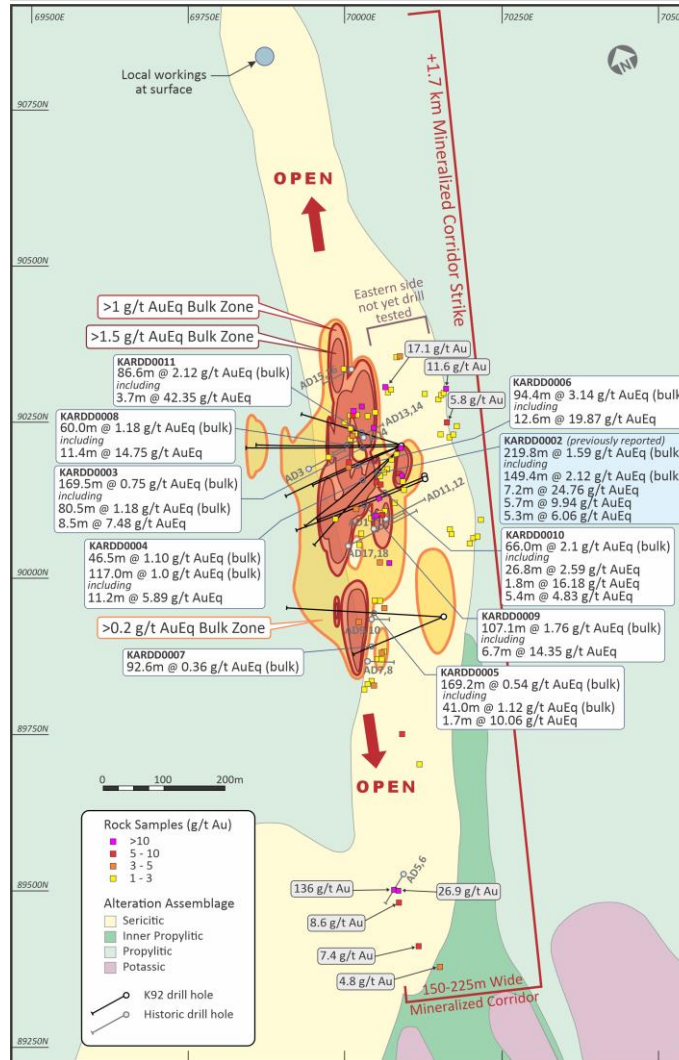 69500E
69750E
70000E
70250E
90750N
90500N
90250N
90000N
89750N
89500N
89250N
N
Local workings
at surface
+1.7 km Mineralized Corridor Strike
OPEN
Eastern side
not yet drill
tested
>1 g/t AuEq Bulk Zone
>1.5 g/t AuEq Bulk Zone
17.1 g/t Au
11.6 g/t Au
5.8 g/t Au
KARDD0011
86.6m @ 2.12 g/t AuEq (bulk)
including
3.7m @ 42.35 g/t AuEq
KARDD0008
60.0m @ 1.18 g/t AuEq (bulk)
including
11.4m @ 14.75 g/t AuEq
KARDD0003
169.5m @ 0.75 g/t AuEq (bulk)
including
80.5m @ 1.18 g/t AuEq (bulk)
8.5m @ 7.48 g/t AuEq
KARDD0004
46.5m @ 1.10 g/t AuEq (bulk)
117.0m @ 1.0 g/t AuEq (bulk)
including
11.2m @ 5.89 g/t AuEq
>0.2 g/t AuEq Bulk Zone
KARDD0007
92.6m @ 0.36 g/t AuEq (bulk)
KARDD0006
94.4m @ 3.14 g/t AuEq (bulk)
including
12.6m @ 19.87 g/t AuEq
KARDD0002 (previously reported)
219.8m @ 1.59 g/t AuEq (bulk)
including
149.4m @ 2.12 g/t AuEq (bulk)
7.2m @ 24.76 g/t AuEq
5.7m @ 9.94 g/t AuEq
5.3m @ 6.06 g/t AuEq
KARDD0010
66.0m @ 2.1 g/t AuEq (bulk)
including
26.8m @ 2.59 g/t AuEq
1.8m @ 16.18 g/t AuEq
5.4m @ 4.83 g/t AuEq
KARDD0009
107.1m @ 1.76 g/t AuEq (bulk)
including
6.7m @ 14.35 g/t AuEq
KARDD0005
169.2m @ 0.54 g/t AuEq (bulk)
including
41.0m @ 1.12 g/t AuEq (bulk)
1.7m @ 10.06 g/t AuEq
AD13,14
AD3
AD11,12
AD17,18
AD7,8
OPEN
0 100 200m
AD5,6
136 g/t Au
26.9 g/t Au
8.6 g/t Au
7.4 g/t Au
4.8 g/t Au
150-225m Wide
Mineralized Corridor
Rock Samples (g/t Au)
>10
5 - 10
3 - 5
1 - 3
Alteration Assemblage
Sericitic
Inner Propylitic
Propylitic
Potassic
K92 drill hole
Historic drill hole